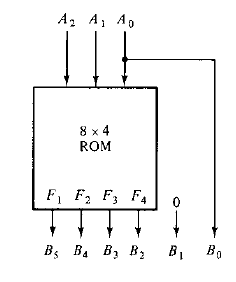 A₂ A₁ A₀
8 × 4
ROM
F₁ F₂ F₃ F₄ 0
B₅ B₄ B₃ B₂ B₁ B₀